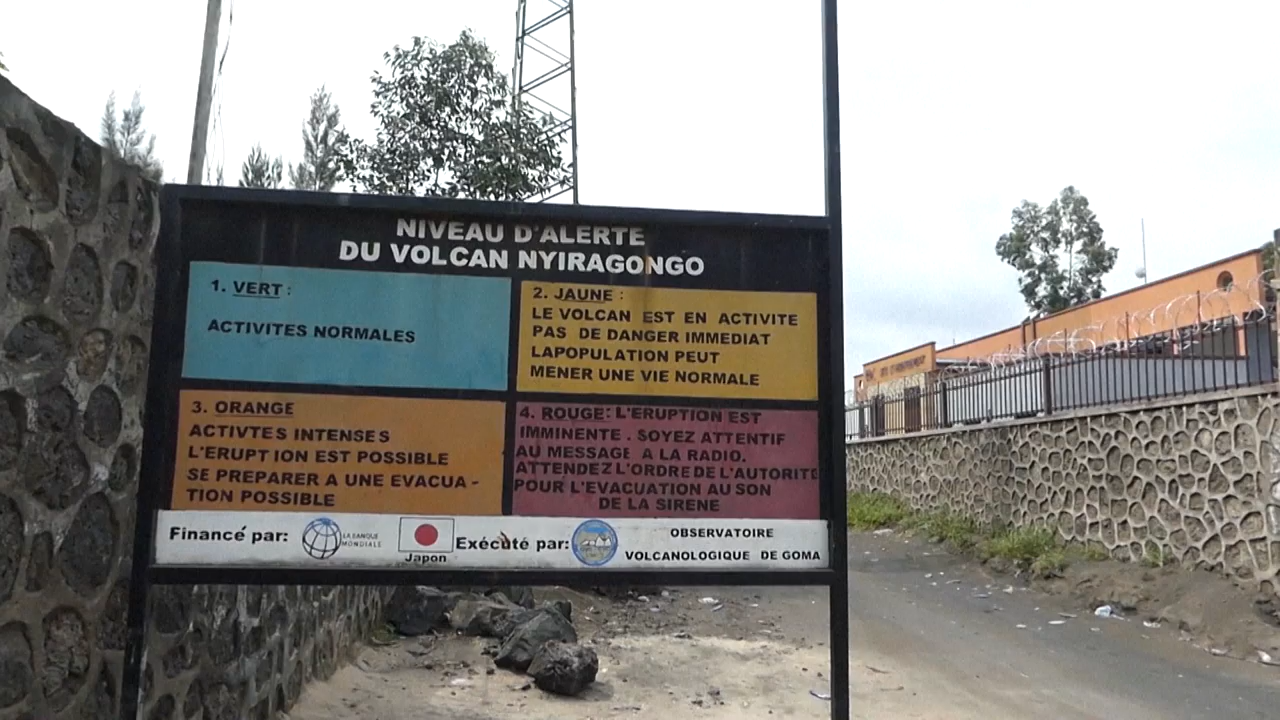 NIVEAU D'ALERTE
DU VOLCAN NYIRAGONGO
1. VERT :
ACTIVITES NORMALES
2. JAUNE :
LE VOLCAN EST EN ACTIVITE
PAS DE DANGER IMMEDIAT
LAPOPULATION PEUT
MENER UNE VIE NORMALE
3. ORANGE
ACTIVTES INTENSES
L'ERUPTION EST POSSIBLE
SE PREPARER A UNE EVACUA -
TION POSSIBLE
4. ROUGE: L'ERUPTION EST
IMMINENTE . SOYEZ ATTENTIF
AU MESSAGE A LA RADIO.
ATTENDEZ L'ORDRE DE L'AUTORITE
POUR L'EVACUATION AU SON
DE LA SIRENE
Financé par:
LA BANQUE
MONDIALE
Japon
Exécuté par:
OBSERVATOIRE
VOLCANOLOGIQUE DE GOMA